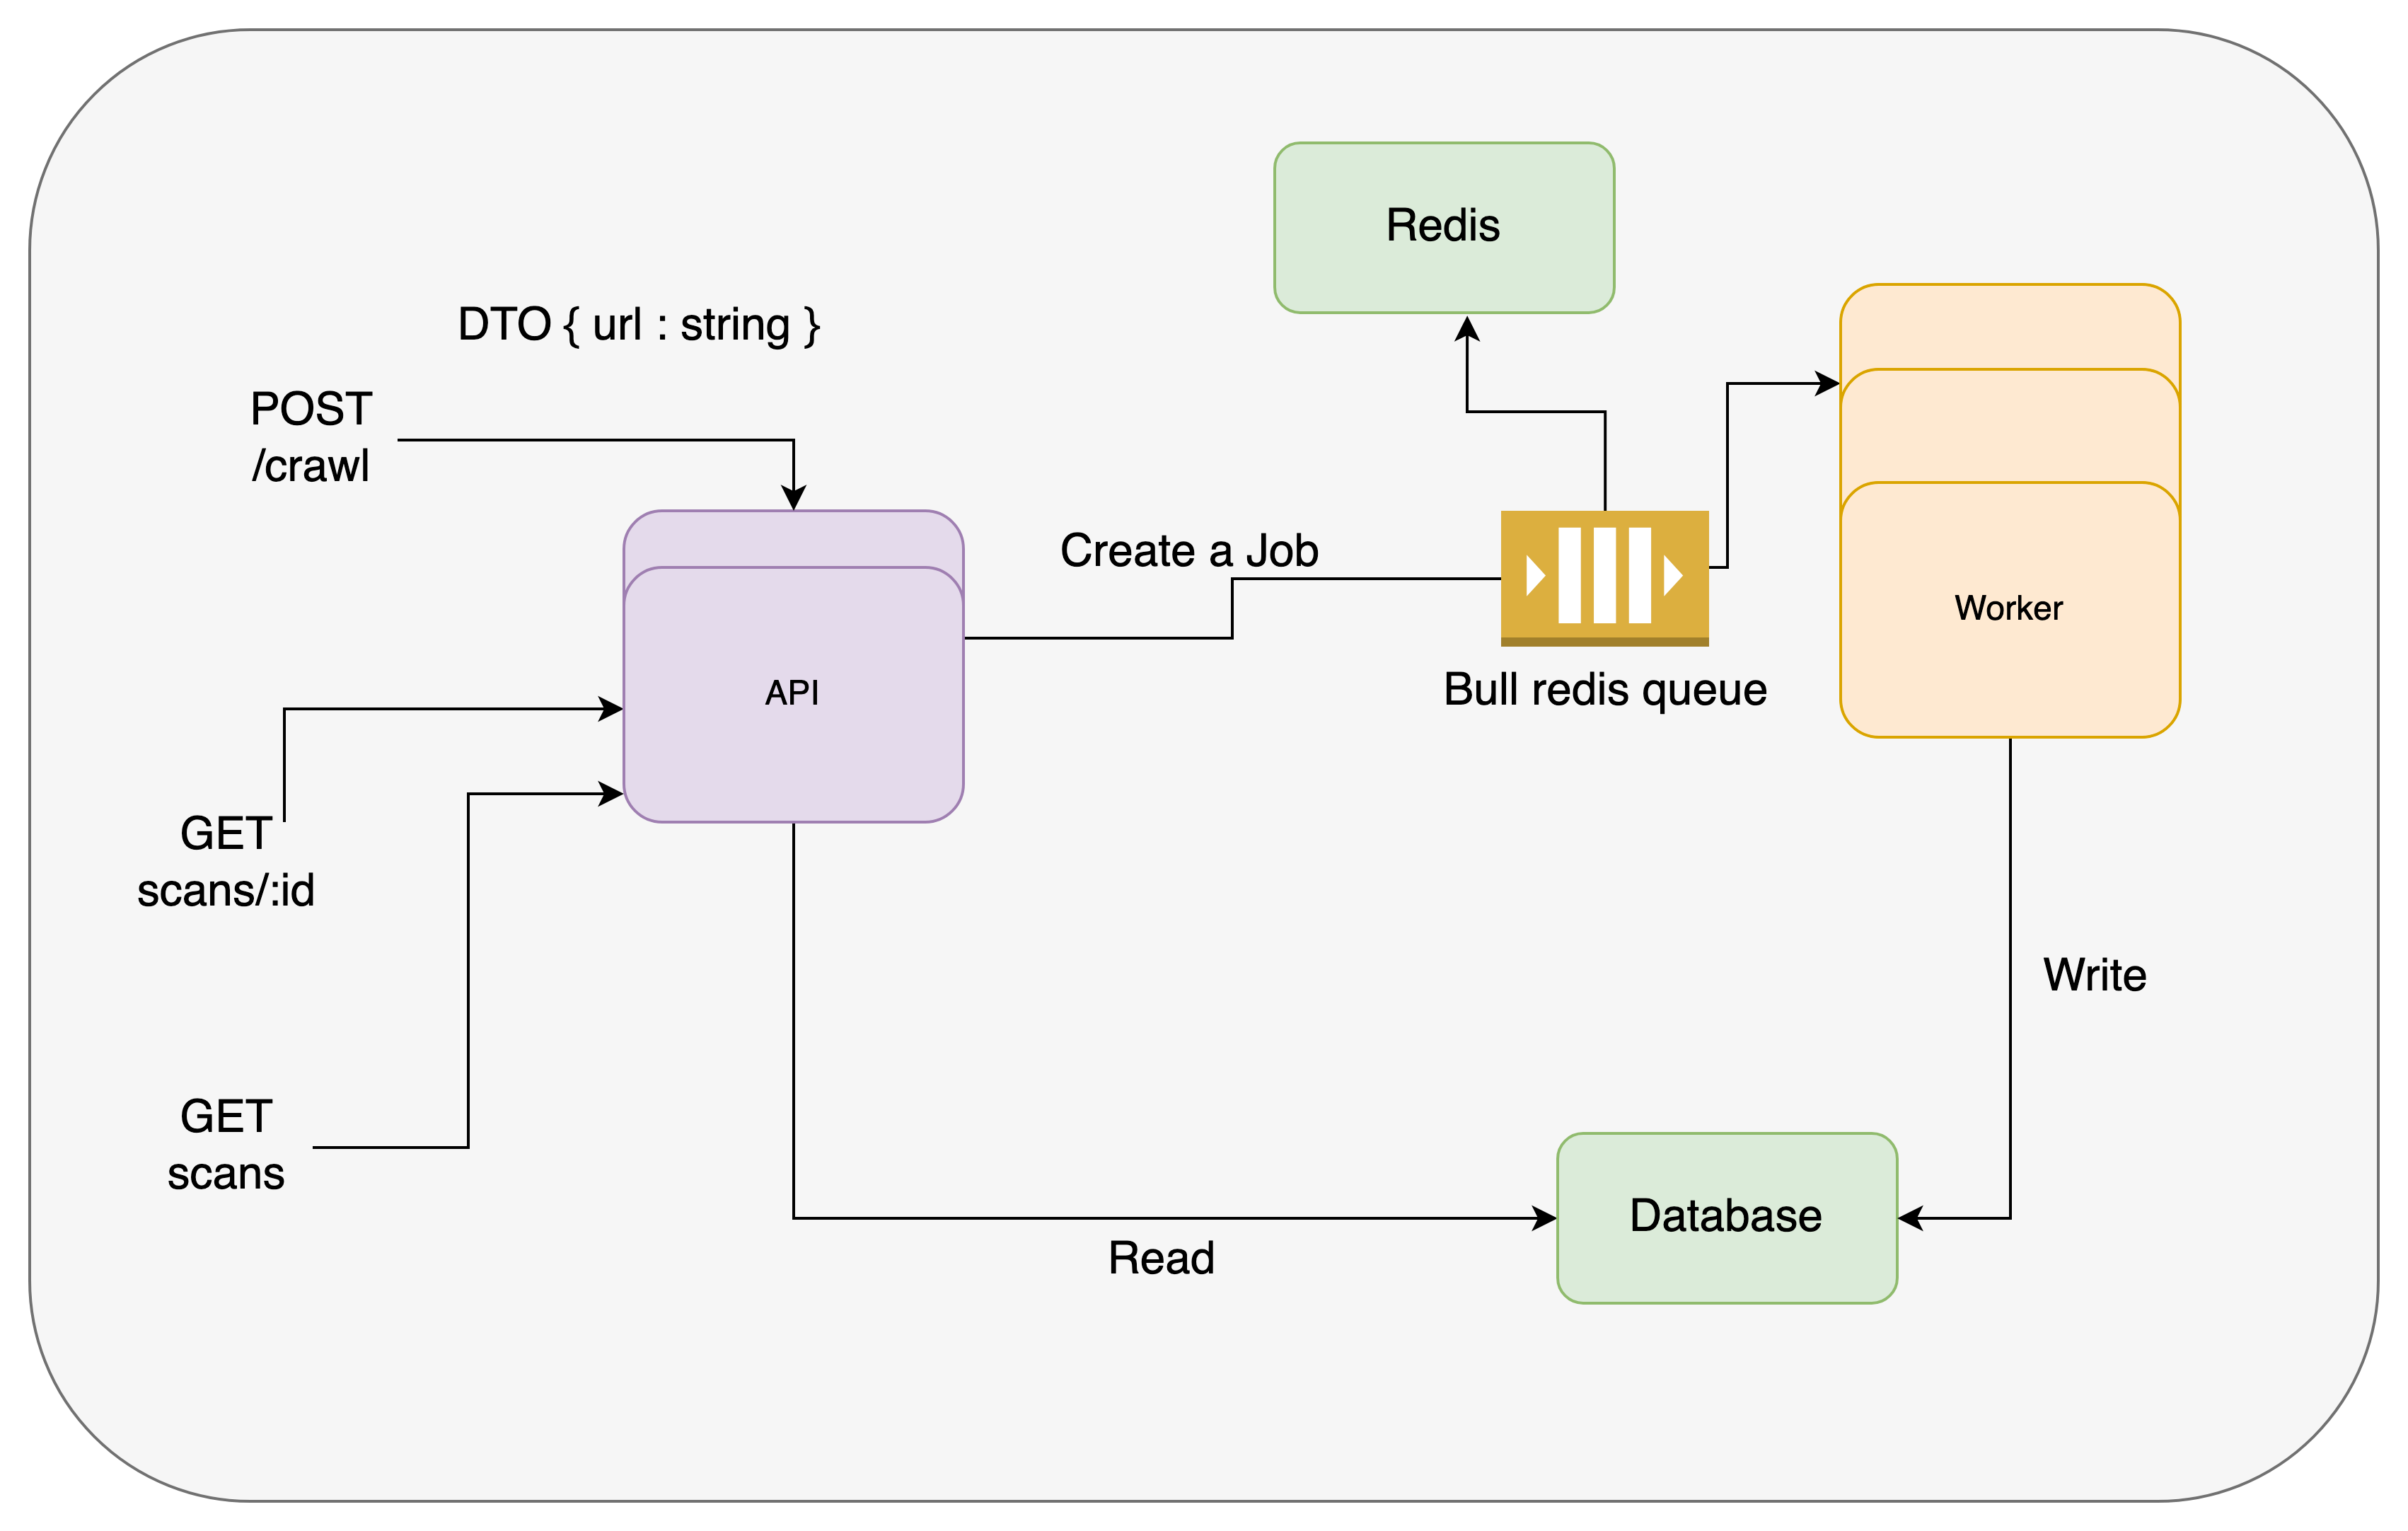 Redis
DTO { url : string }
POST
/crawl
Create a Job
Worker
Bull redis queue
API
GET
scans/:id
Write
GET
scans
Database
Read